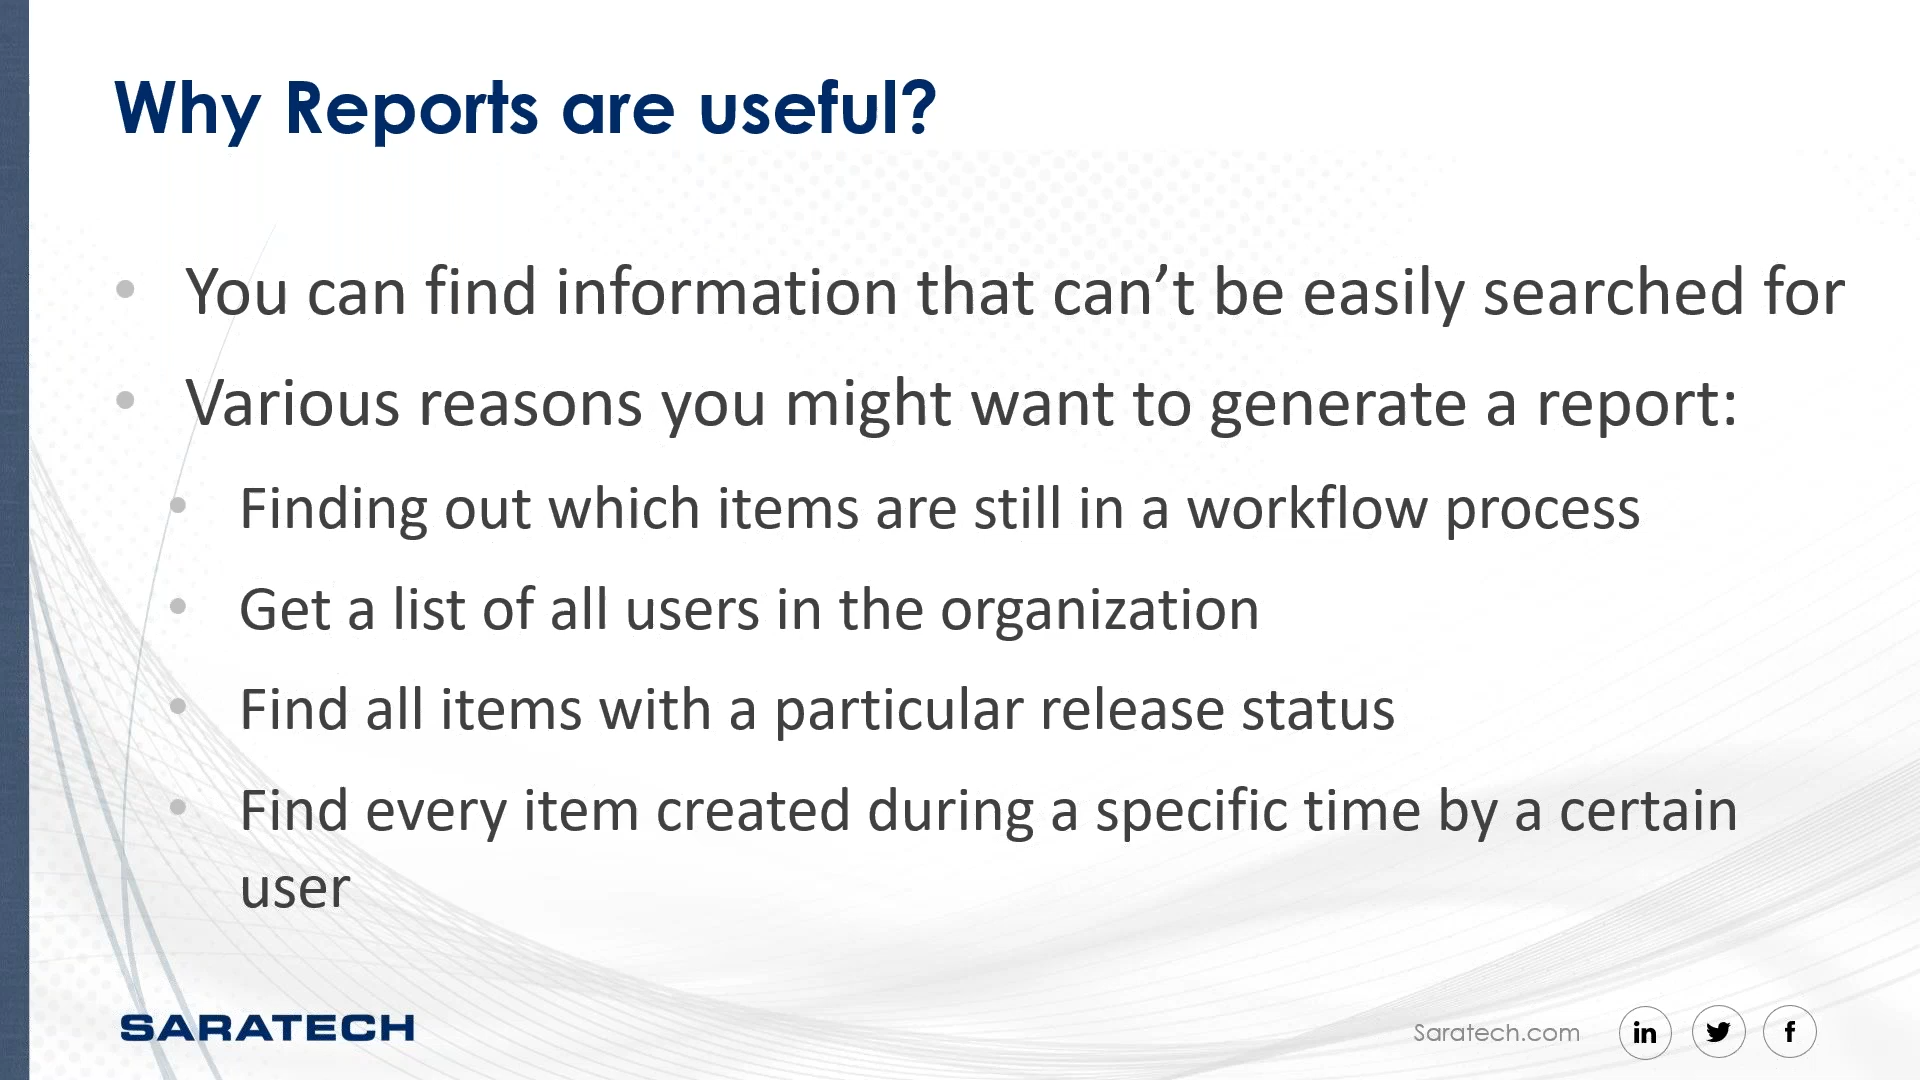 Why Reports are useful?
• You can find information that can’t be easily searched for
• Various reasons you might want to generate a report:
• Finding out which items are still in a workflow process
• Get a list of all users in the organization
• Find all items with a particular release status
• Find every item created during a specific time by a certain
user
SARATECH
Saratech.com in f